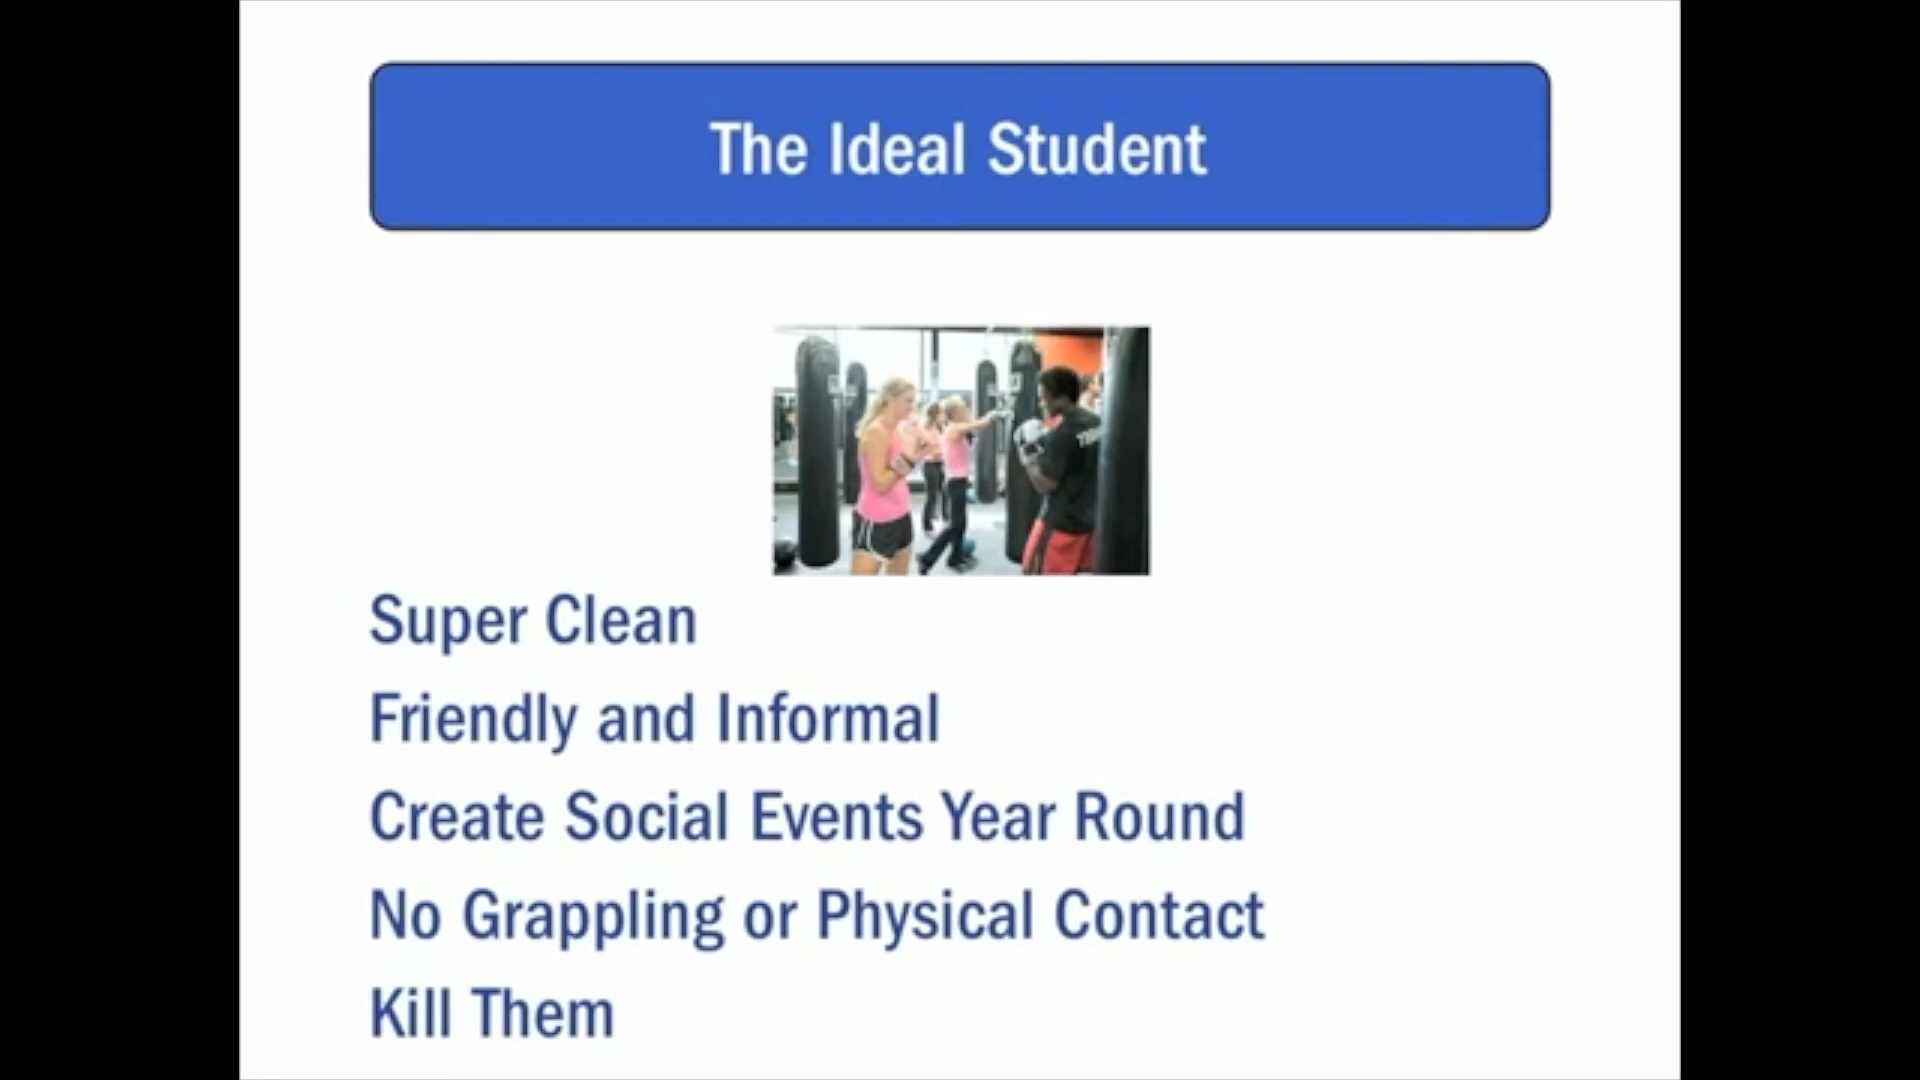 The Ideal Student
Super Clean
Friendly and Informal
Create Social Events Year Round
No Grappling or Physical Contact
Kill Them